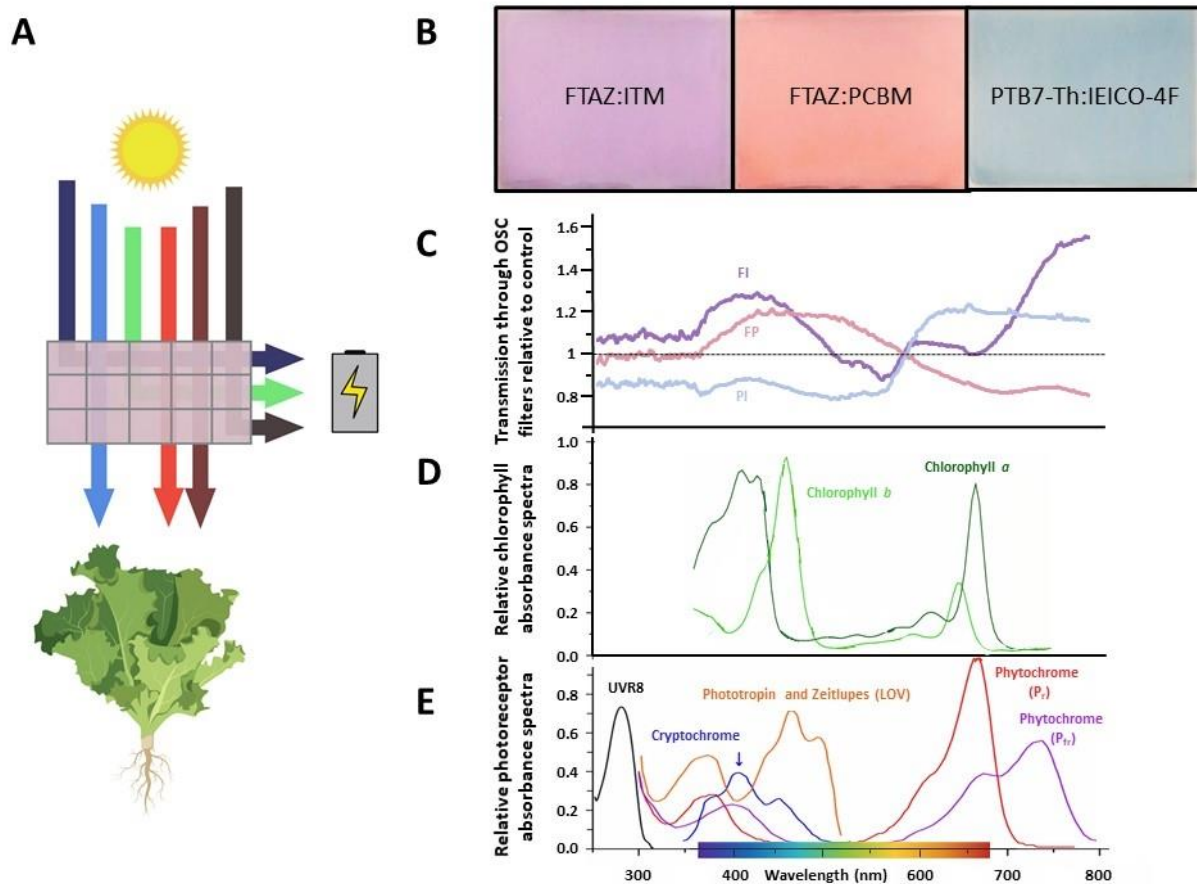 A
B
FTAZ:ITM
FTAZ:PCBM
PTB7-Th:IEICO-4F
C
Transmission through OSC
filters relative to control
1.6
1.4
1.2
1
0.8
FI
FP
PI
D
Relative chlorophyll
absorbance spectra
1.0
0.8
0.6
0.4
0.2
0.0
Chlorophyll b
Chlorophyll a
E
Relative photoreceptor
absorbance spectra
0.8
0.6
0.4
0.2
0.0
UVR8
Cryptochrome
Phototropin and Zeitlupes (LOV)
Phytochrome
(Pr)
Phytochrome
(Pfr)
300
400
Wavelength (nm)
600
700
800